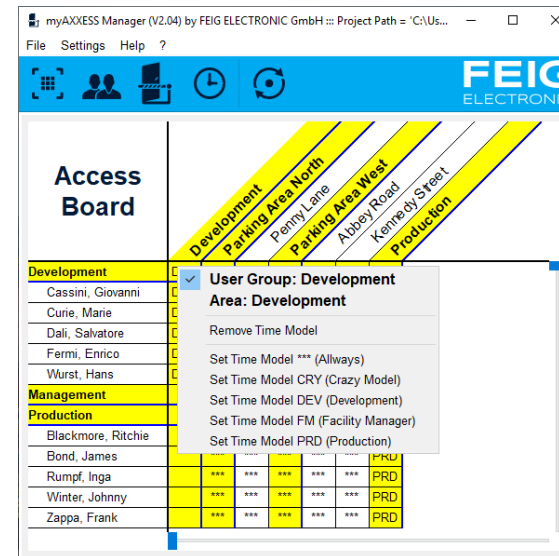 myAXXESS Manager (V2.04) by FEIG ELECTRONIC GmbH ::: Project Path = 'C:\Us...
File Settings Help ?
FEIG
ELECTRONIC
Access
Board
Development
Parking Area North
Penny Lane
Parking Area West
Abbey Road
Kennedy Street
Production
Development
Cassini, Giovanni
Curie, Marie
Dali, Salvatore
Fermi, Enrico
Wurst, Hans
Management
Production
Blackmore, Ritchie
Bond, James *** *** *** *** *** PRD
Rumpf, Inga *** *** *** *** *** PRD
Winter, Johnny *** *** *** *** *** PRD
Zappa, Frank *** *** *** *** *** PRD
User Group: Development
Area: Development
Remove Time Model
Set Time Model *** (Allways)
Set Time Model CRY (Crazy Model)
Set Time Model DEV (Development)
Set Time Model FM (Facility Manager)
Set Time Model PRD (Production)